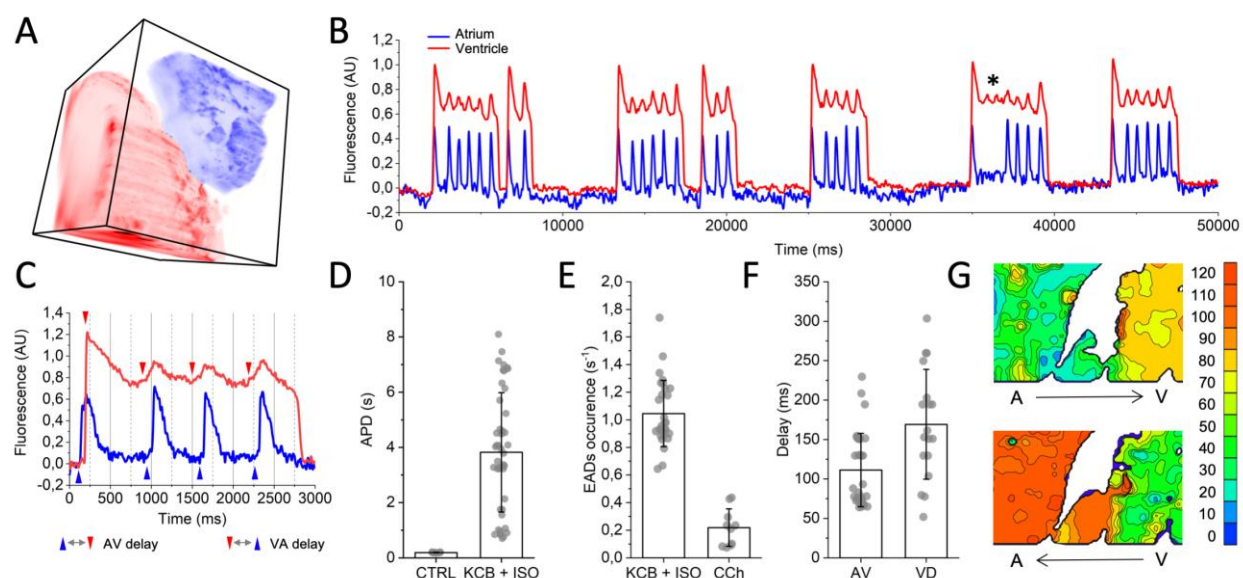 A
B
Atrium
Ventricle
*
Fluorescence (AU)
1,2
1,0
0,8
0,6
0,4
0,2
0,0
-0,2
0 10000 20000 30000 40000 50000
Time (ms)
C
Fluorescence (AU)
1,4
1,2
1,0
0,8
0,6
0,4
0,2
0,0
0 500 1000 1500 2000 2500 3000
Time (ms)
AV delay VA delay
D
APD (s)
10
8
6
4
2
0
CTRL KCB + ISO
E
EADs occurence (s⁻¹)
2,0
1,8
1,6
1,4
1,2
1,0
0,8
0,6
0,4
0,2
0,0
KCB + ISO CCh
F
Delay (ms)
350
300
250
200
150
100
50
0
AV VD
G
A V
A V
120
110
100
90
80
70
60
50
40
30
20
10
0